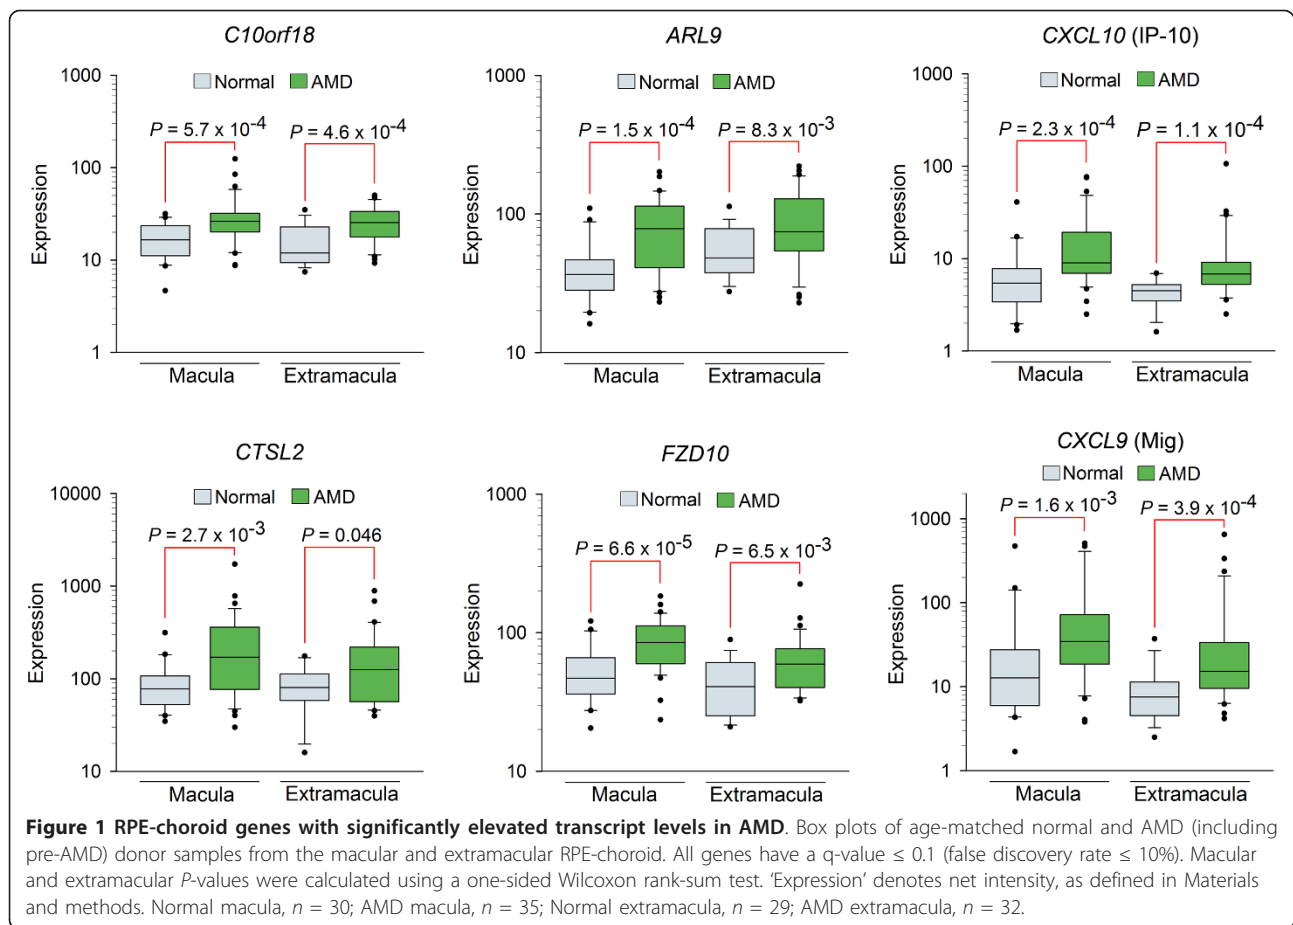 C10orf18
Normal AMD
P = 5.7 x 10-4
P = 4.6 x 10-4
Expression
1000
100
10
1
Macula
Extramacula
ARL9
Normal AMD
P = 1.5 x 10-4
P = 8.3 x 10-3
Expression
1000
100
10
Macula
Extramacula
CXCL10 (IP-10)
Normal AMD
P = 2.3 x 10-4
P = 1.1 x 10-4
Expression
1000
100
10
1
Macula
Extramacula
CTSL2
Normal AMD
P = 2.7 x 10-3
P = 0.046
Expression
10000
1000
100
10
Macula
Extramacula
FZD10
Normal AMD
P = 6.6 x 10-5
P = 6.5 x 10-3
Expression
1000
100
10
Macula
Extramacula
CXCL9 (Mig)
Normal AMD
P = 1.6 x 10-3
P = 3.9 x 10-4
Expression
1000
100
10
1
Macula
Extramacula
Figure 1 RPE-choroid genes with significantly elevated transcript levels in AMD. Box plots of age-matched normal and AMD (including
pre-AMD) donor samples from the macular and extramacular RPE-choroid. All genes have a q-value ≤ 0.1 (false discovery rate ≤ 10%). Macular
and extramacular P-values were calculated using a one-sided Wilcoxon rank-sum test. ‘Expression’ denotes net intensity, as defined in Materials
and methods. Normal macula, n = 30; AMD macula, n = 35; Normal extramacula, n = 29; AMD extramacula, n = 32.